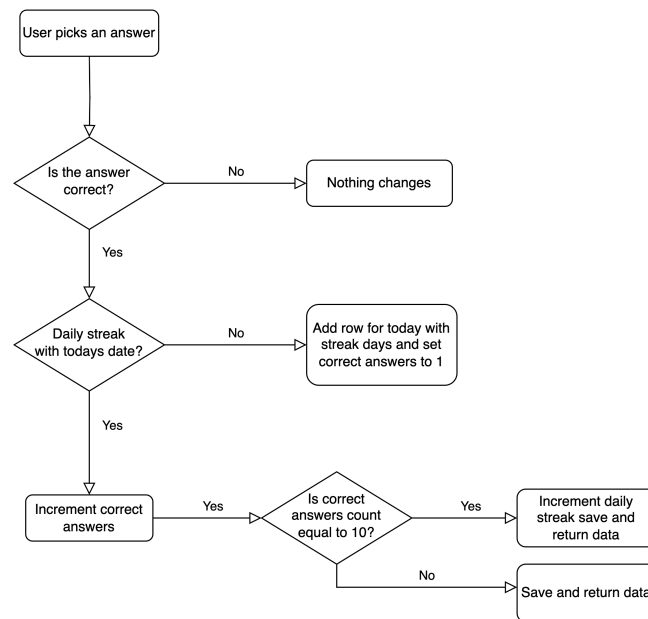 User picks an answer
Is the answer
correct?
No
Nothing changes
Yes
Daily streak
with todays date?
No
Add row for today with
streak days and set
correct answers to 1
Yes
Increment correct
answers
Yes
Is correct
answers count
equal to 10?
Yes
Increment daily
streak save and
return data
No
Save and return data